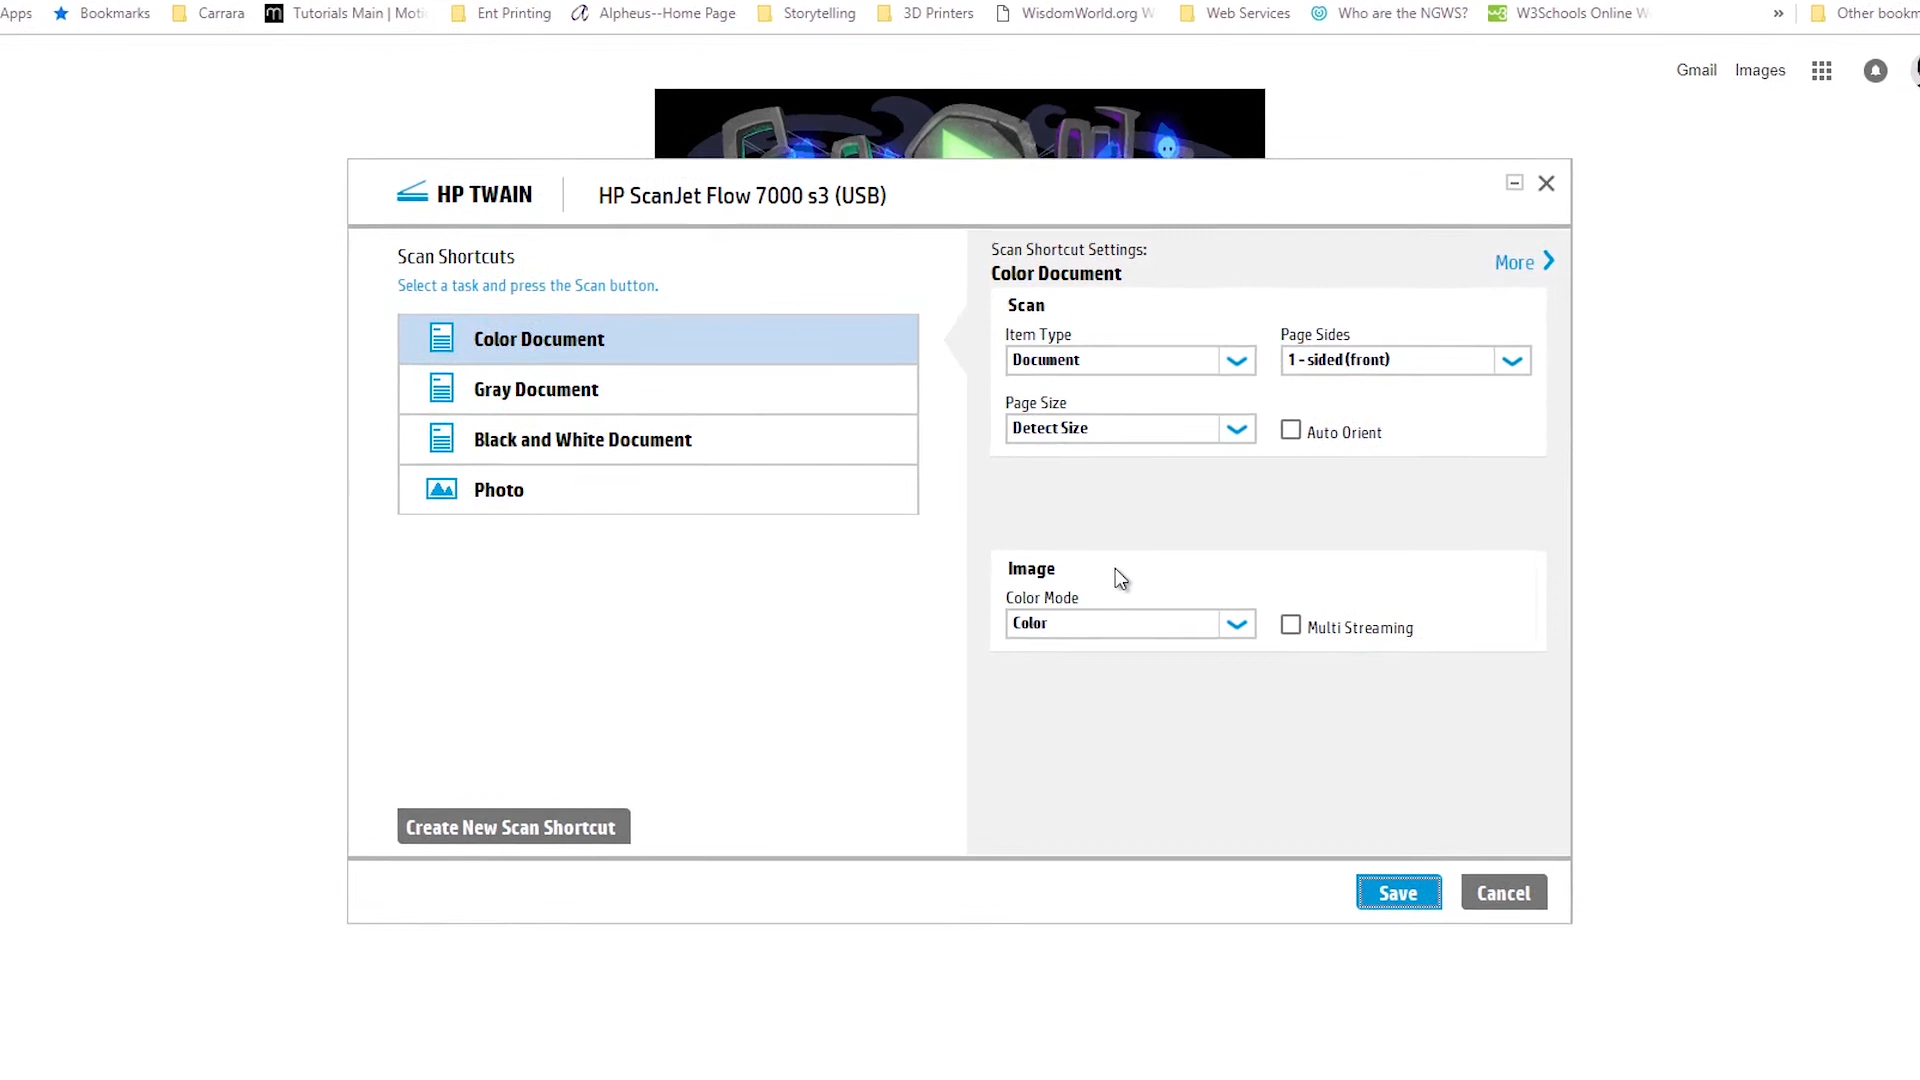 Apps Bookmarks Carrara Tutorials Main | Moti Ent Printing Alpheus--Home Page Storytelling 3D Printers WisdomWorld.org W Web Services Who are the NGWS? W3Schools Online W » Other bookm
Gmail Images
HP TWAIN HP ScanJet Flow 7000 s3 (USB)
Scan Shortcuts
Select a task and press the Scan button.
Color Document
Gray Document
Black and White Document
Photo
Create New Scan Shortcut
Scan Shortcut Settings:
Color Document
More
Scan
Item Type Page Sides
Document 1 - sided (front)
Page Size
Detect Size Auto Orient
Image
Color Mode
Color Multi Streaming
Save Cancel